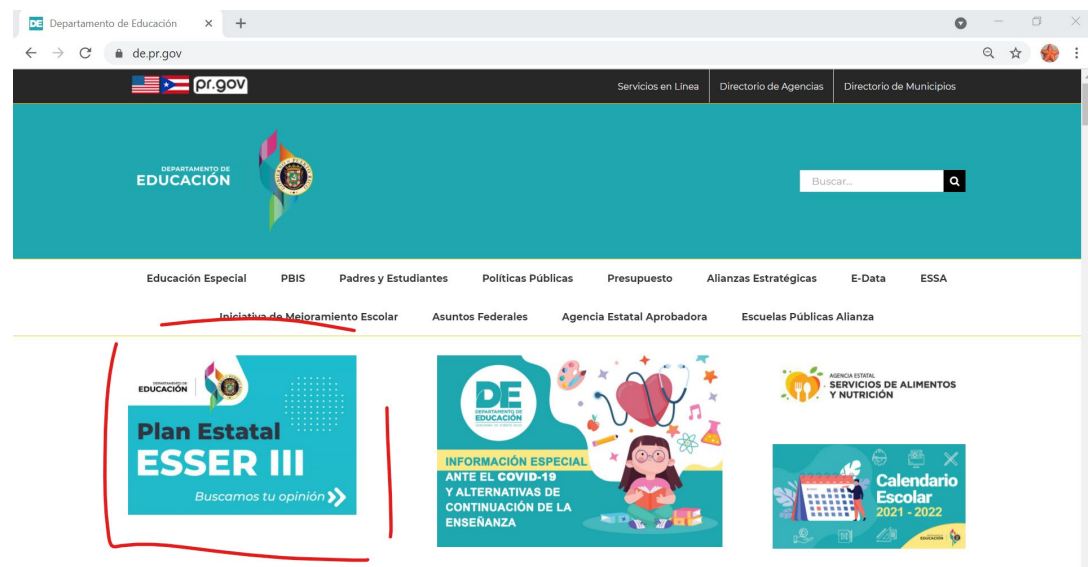 DE Departamento de Educación
de.pr.gov
pr.gov
Servicios en Línea Directorio de Agencias Directorio de Municipios
DEPARTAMENTO DE
EDUCACIÓN
Buscar...
Educación Especial PBIS Padres y Estudiantes Políticas Públicas Presupuesto Alianzas Estratégicas E-Data ESSA
Iniciativa de Mejoramiento Escolar Asuntos Federales Agencia Estatal Aprobadora Escuelas Públicas Alianza
DEPARTAMENTO DE
EDUCACIÓN
Plan Estatal
ESSER III
Buscamos tu opinión
DE
DEPARTAMENTO DE
EDUCACIÓN
INFORMACIÓN ESPECIAL
ANTE EL COVID-19
Y ALTERNATIVAS DE
CONTINUACIÓN DE LA
ENSEÑANZA
AGENCIA ESTATAL
SERVICIOS DE ALIMENTOS
Y NUTRICIÓN
Calendario
Escolar
2021 - 2022
EDUCACIÓN